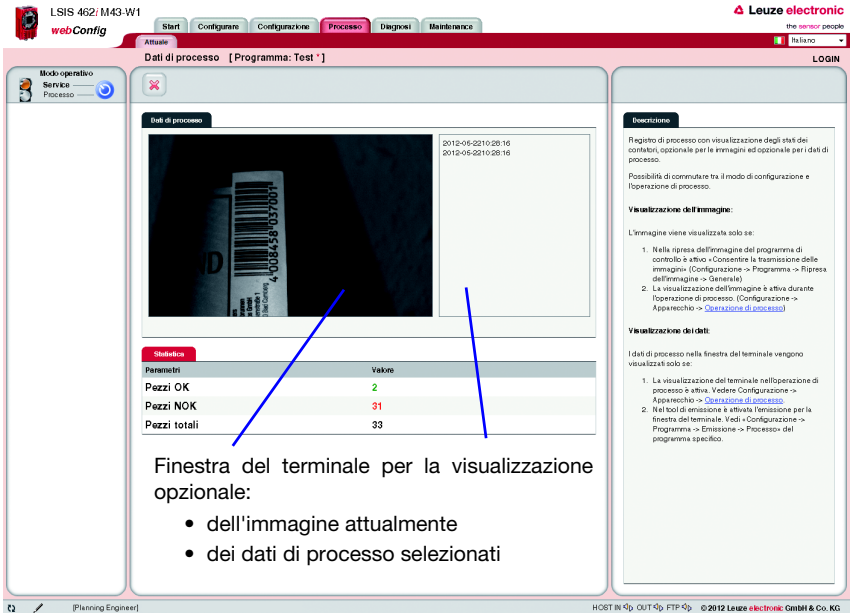 LSIS 462i M43-W1
webConfig
Start
Configurare
Configurazione
Processo
Diagnosi
Maintenance
Leuze electronic
the sensor people
Attuale
Italiano
Dati di processo [Programma: Test * ]
LOGIN
Modo operativo
Service
Processo
Dati di processo
2012-05-2210:28:16
2012-05-2210:28:16
4"008458"037001"
Statistica
Parametri Valore
Pezzi OK 2
Pezzi NOK 31
Pezzi totali 33
Finestra del terminale per la visualizzazione
opzionale:
• dell'immagine attualmente
• dei dati di processo selezionati
Descrizione
Registro di processo con visualizzazione degli stati dei
contatori, opzionale per le immagini ed opzionale per i dati di
processo.
Possibilità di commutare tra il modo di configurazione e
l'operazione di processo.
Visualizzazione dell'immagine:
L'immagine viene visualizzata solo se:
1. Nella ripresa dell'immagine del programma di
controllo è attivo «Consentire la trasmissione delle
immagini» (Configurazione -> Programma -> Ripresa
dell'immagine -> Generale)
2. La visualizzazione dell'immagine è attiva durante
l'operazione di processo. (Configurazione ->
Apparecchio -> Operazione di processo)
Visualizzazione dei dati:
I dati di processo nella finestra del terminale vengono
visualizzati solo se:
1. La visualizzazione del terminale nell'operazione di
processo è attiva. Vedere Configurazione ->
Apparecchio -> Operazione di processo.
2. Nel tool di emissione è attivata l'emissione per la
finestra del terminale. Vedi «Configurazione ->
Programma -> Emissione -> Processo» del
programma specifico.
[Planning Engineer]
HOST IN OUT FTP © 2012 Leuze electronic GmbH & Co. KG